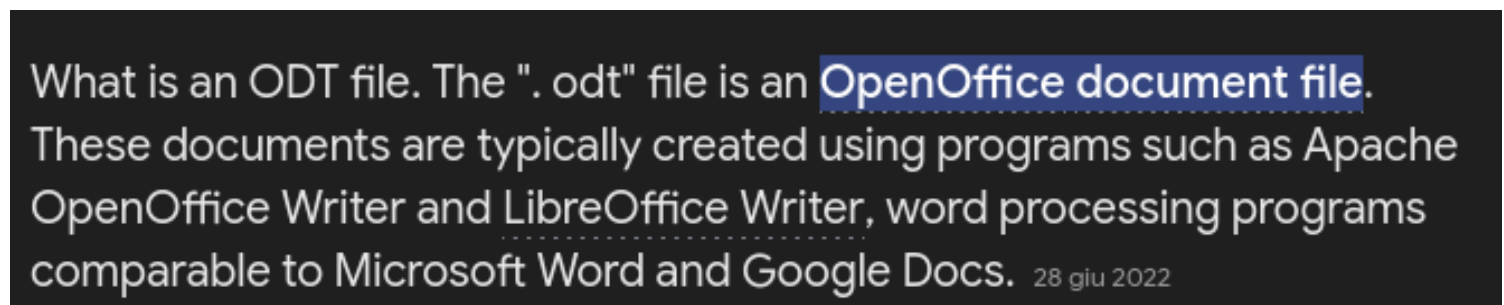 What is an ODT file. The ". odt" file is an OpenOffice document file.
These documents are typically created using programs such as Apache
OpenOffice Writer and LibreOffice Writer, word processing programs
comparable to Microsoft Word and Google Docs. 28 giu 2022